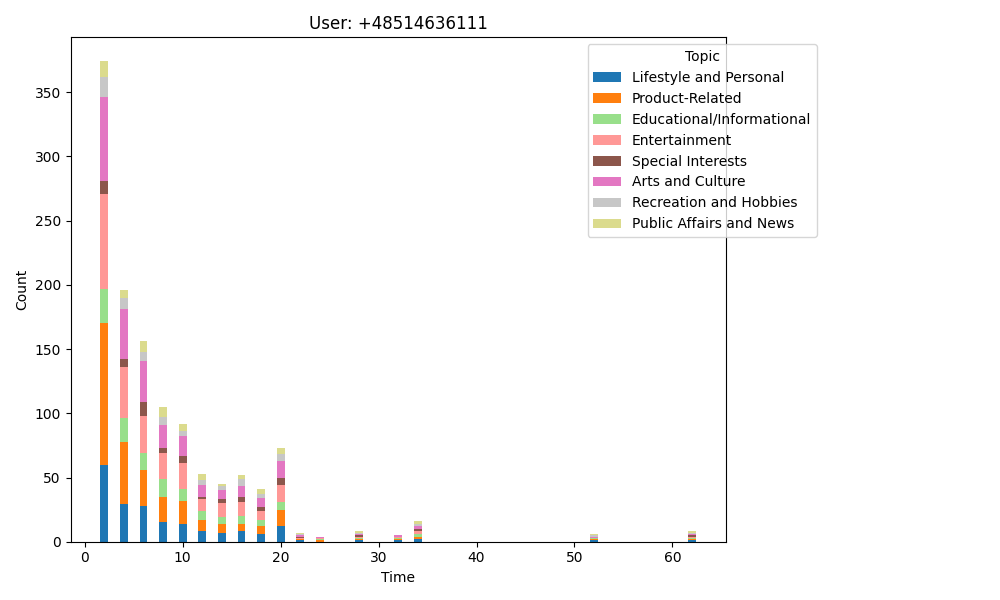 User: +48514636111
Topic
Lifestyle and Personal
Product-Related
Educational/Informational
Entertainment
Special Interests
Arts and Culture
Recreation and Hobbies
Public Affairs and News
Count
350
300
250
200
150
100
50
0
0 10 20 30 40 50 60
Time